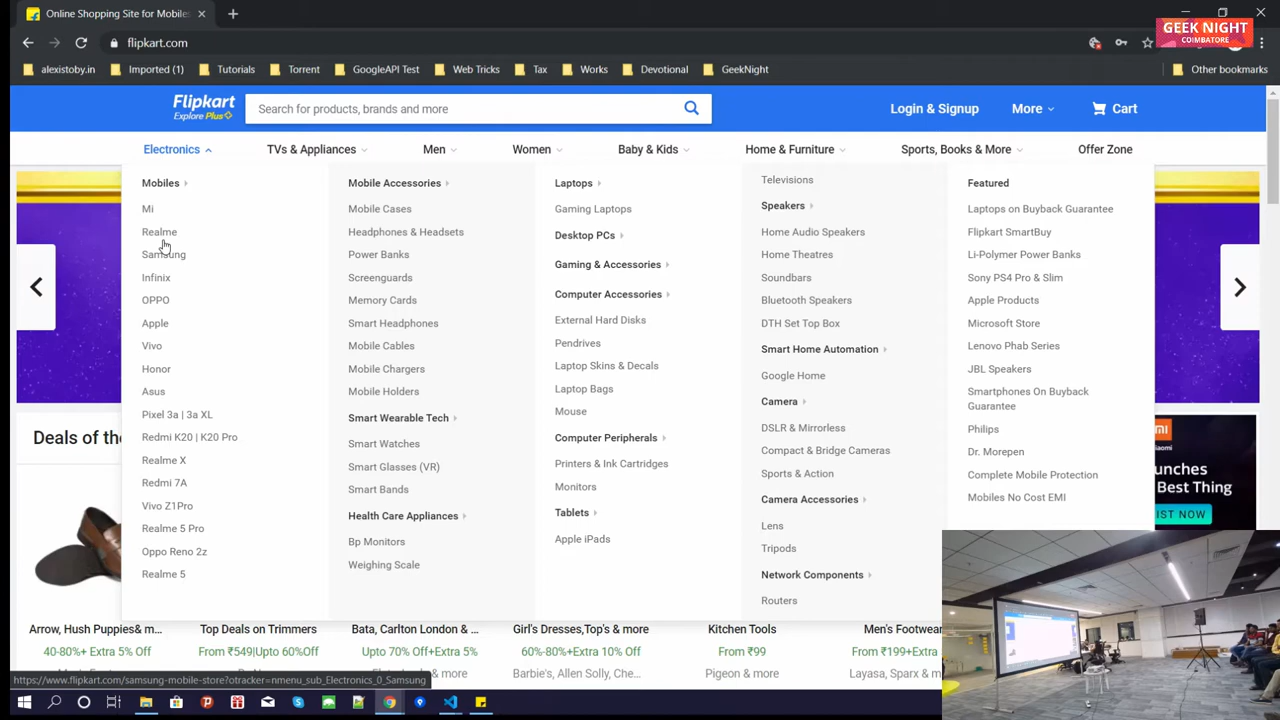 Online Shopping Site for Mobiles
GEEK NIGHT
COIMBATORE
flipkart.com
alexistoby.in
Imported (1)
Tutorials
Torrent
GoogleAPI Test
Web Tricks
Tax
Works
Devotional
GeekNight
Other bookmarks
Flipkart
Explore Plus
Search for products, brands and more
Login & Signup
More
Cart
Electronics
TVs & Appliances
Men
Women
Baby & Kids
Home & Furniture
Sports, Books & More
Offer Zone
Mobiles
Mi
Realme
Samsung
Infinix
OPPO
Apple
Vivo
Honor
Asus
Pixel 3a | 3a XL
Redmi K20 | K20 Pro
Realme X
Redmi 7A
Vivo Z1Pro
Realme 5 Pro
Oppo Reno 2z
Realme 5
Mobile Accessories
Mobile Cases
Headphones & Headsets
Power Banks
Screenguards
Memory Cards
Smart Headphones
Mobile Cables
Mobile Chargers
Mobile Holders
Smart Wearable Tech
Smart Watches
Smart Glasses (VR)
Smart Bands
Health Care Appliances
Bp Monitors
Weighing Scale
Laptops
Gaming Laptops
Desktop PCs
Gaming & Accessories
Computer Accessories
External Hard Disks
Pendrives
Laptop Skins & Decals
Laptop Bags
Mouse
Computer Peripherals
Printers & Ink Cartridges
Monitors
Tablets
Apple iPads
Televisions
Speakers
Home Audio Speakers
Home Theatres
Soundbars
Bluetooth Speakers
DTH Set Top Box
Smart Home Automation
Google Home
Camera
DSLR & Mirrorless
Compact & Bridge Cameras
Sports & Action
Camera Accessories
Lens
Tripods
Network Components
Routers
Featured
Laptops on Buyback Guarantee
Flipkart SmartBuy
Li-Polymer Power Banks
Sony PS4 Pro & Slim
Apple Products
Microsoft Store
Lenovo Phab Series
JBL Speakers
Smartphones On Buyback
Guarantee
Philips
Dr. Morepen
Complete Mobile Protection
Mobiles No Cost EMI
Deals of the
unches
Best Thing
IST NOW
Arrow, Hush Puppies& m...
Top Deals on Trimmers
Bata, Carlton London & ...
Girl's Dresses,Top's & more
Kitchen Tools
Men's Footwea
40-80%+ Extra 5% Off
From ₹549|Upto 60%Off
Upto 70% Off+Extra 5%
60%-80%+Extra 10% Off
From ₹99
From ₹199+Extra
Barbie's, Allen Solly, Che...
Pigeon & more
Layasa, Sparx & m
https://www.flipkart.com/samsung-mobile-store?otracker=nmenu_sub_Electronics_0_Samsung